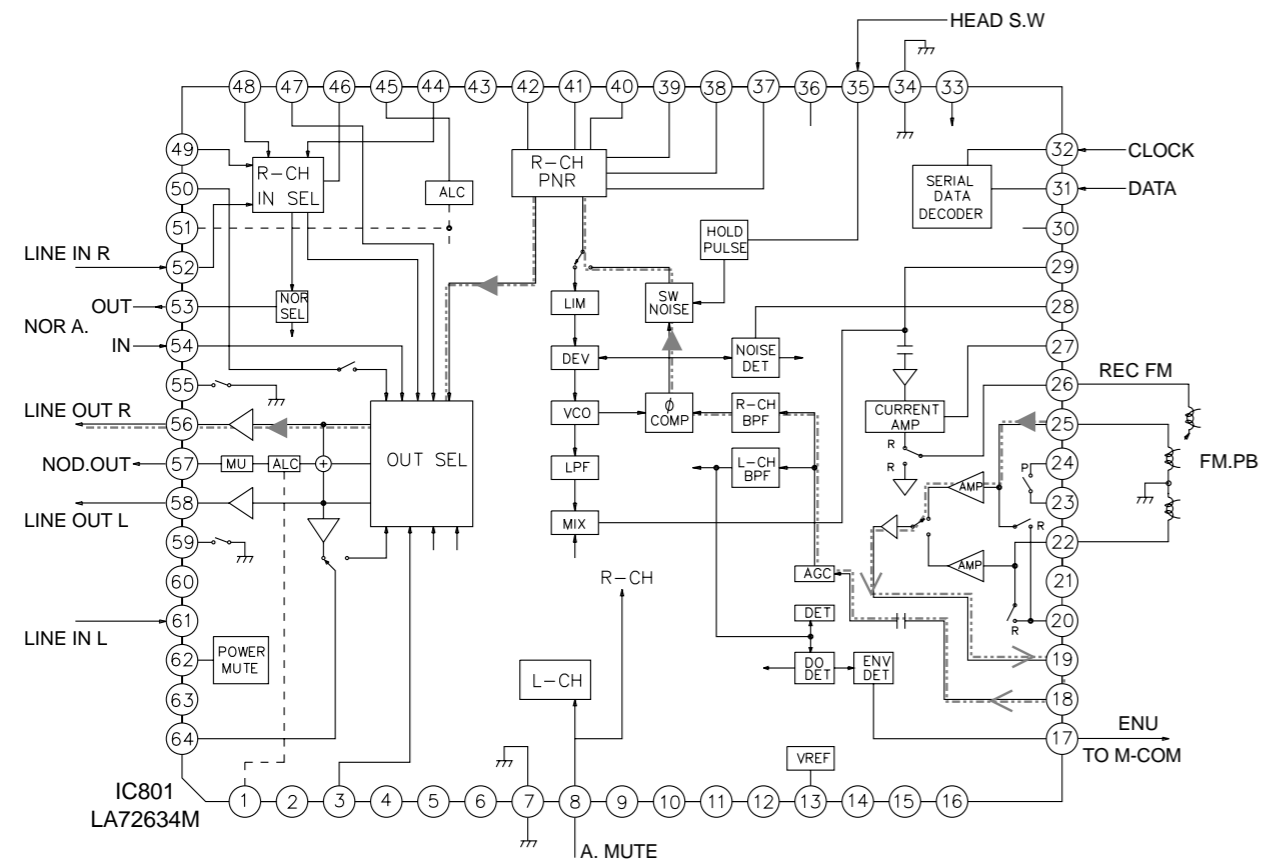 HEAD S.W
48 47 46 45 44 43 42 41 40 39 38 37 36 35 34 33
49
50
51
52
53
54
55
56
57
58
59
60
61
62
63
64
LINE IN R
OUT
NOR A.
IN
LINE OUT R
NOD.OUT
LINE OUT L
LINE IN L
R-CH
IN SEL
ALC
NOR
SEL
MU
ALC
+
OUT SEL
POWER
MUTE
R-CH
PNR
LIM
DEV
VCO
LPF
MIX
HOLD
PULSE
SW
NOISE
NOISE
DET
Φ
COMP
R-CH
BPF
L-CH
BPF
AGC
DET
DO
DET
ENV
DET
R-CH
L-CH
VREF
SERIAL
DATA
DECODER
CURRENT
AMP
R
R
AMP
AMP
P
R
R
32
31
30
29
28
27
26
25
24
23
22
21
20
19
18
17
CLOCK
DATA
REC FM
FM.PB
ENU
TO M-COM
1 2 3 4 5 6 7 8 9 10 11 12 13 14 15 16
IC801
LA72634M
A. MUTE